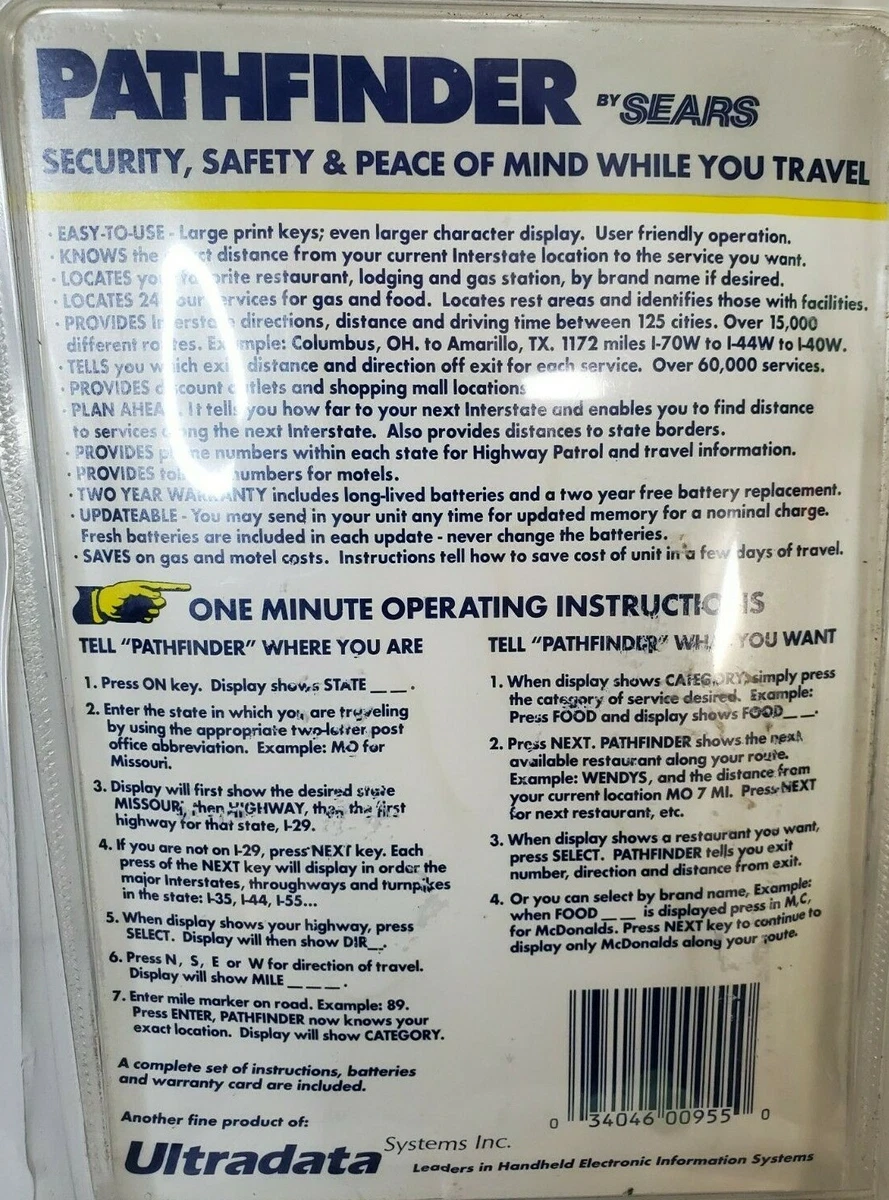 PATHFINDER BY SEARS
SECURITY, SAFETY & PEACE OF MIND WHILE YOU TRAVEL
· EASY-TO-USE - Large print keys; even larger character display. User friendly operation.
· KNOWS the distance from your current Interstate location to the service you want.
· LOCATES your favorite restaurant, lodging and gas station, by brand name if desired.
· LOCATES 24 hour services for gas and food. Locates rest areas and identifies those with facilities.
· PROVIDES Interstate directions, distance and driving time between 125 cities. Over 15,000
different routes. Example: Columbus, OH. to Amarillo, TX. 1172 miles I-70W to I-44W to I-40W.
· TELLS you which exit, distance and direction off exit for each service. Over 60,000 services.
· PROVIDES discount outlets and shopping mall locations
· PLAN AHEAD. It tells you how far to your next Interstate and enables you to find distance
to services along the next Interstate. Also provides distances to state borders.
· PROVIDES phone numbers within each state for Highway Patrol and travel information.
· PROVIDES numbers for motels.
· TWO YEAR WARRANTY includes long-lived batteries and a two year free battery replacement.
· UPDATEABLE - You may send in your unit any time for updated memory for a nominal charge.
Fresh batteries are included in each update - never change the batteries.
· SAVES on gas and motel costs. Instructions tell how to save cost of unit in a few days of travel.
ONE MINUTE OPERATING INSTRUCTIONS
TELL "PATHFINDER" WHERE YOU ARE
1. Press ON key. Display shows STATE _ _.
2. Enter the state in which you are traveling
by using the appropriate two-letter post
office abbreviation. Example: MO for
Missouri.
3. Display will first show the desired state
MISSOURI, then HIGHWAY, then the first
highway for that state, I-29.
4. If you are not on I-29, press NEXT key. Each
press of the NEXT key will display in order the
major Interstates, throughways and turnpikes
in the state: I-35, I-44, I-55...
5. When display shows your highway, press
SELECT. Display will then show DIR_.
6. Press N, S, E or W for direction of travel.
Display will show MILE _ _ _.
7. Enter mile marker on road. Example: 89.
Press ENTER, PATHFINDER now knows your
exact location. Display will show CATEGORY.
A complete set of instructions, batteries
and warranty card are included.
TELL "PATHFINDER" WHAT YOU WANT
1. When display shows CATEGORY, simply press
the category of service desired. Example:
Press FOOD and display shows FOOD_ _.
2. Press NEXT. PATHFINDER shows the next
available restaurant along your route.
Example: WENDYS, and the distance from
your current location MO 7 MI. Press NEXT
for next restaurant, etc.
3. When display shows a restaurant you want,
press SELECT. PATHFINDER tells you exit
number, direction and distance from exit.
4. Or you can select by brand name, Example:
when FOOD _ _ is displayed press in M,C,
for McDonalds. Press NEXT key to continue to
display only McDonalds along your route.
0 34046 00955 0
Another fine product of:
Ultradata Systems Inc.
Leaders in Handheld Electronic Information Systems